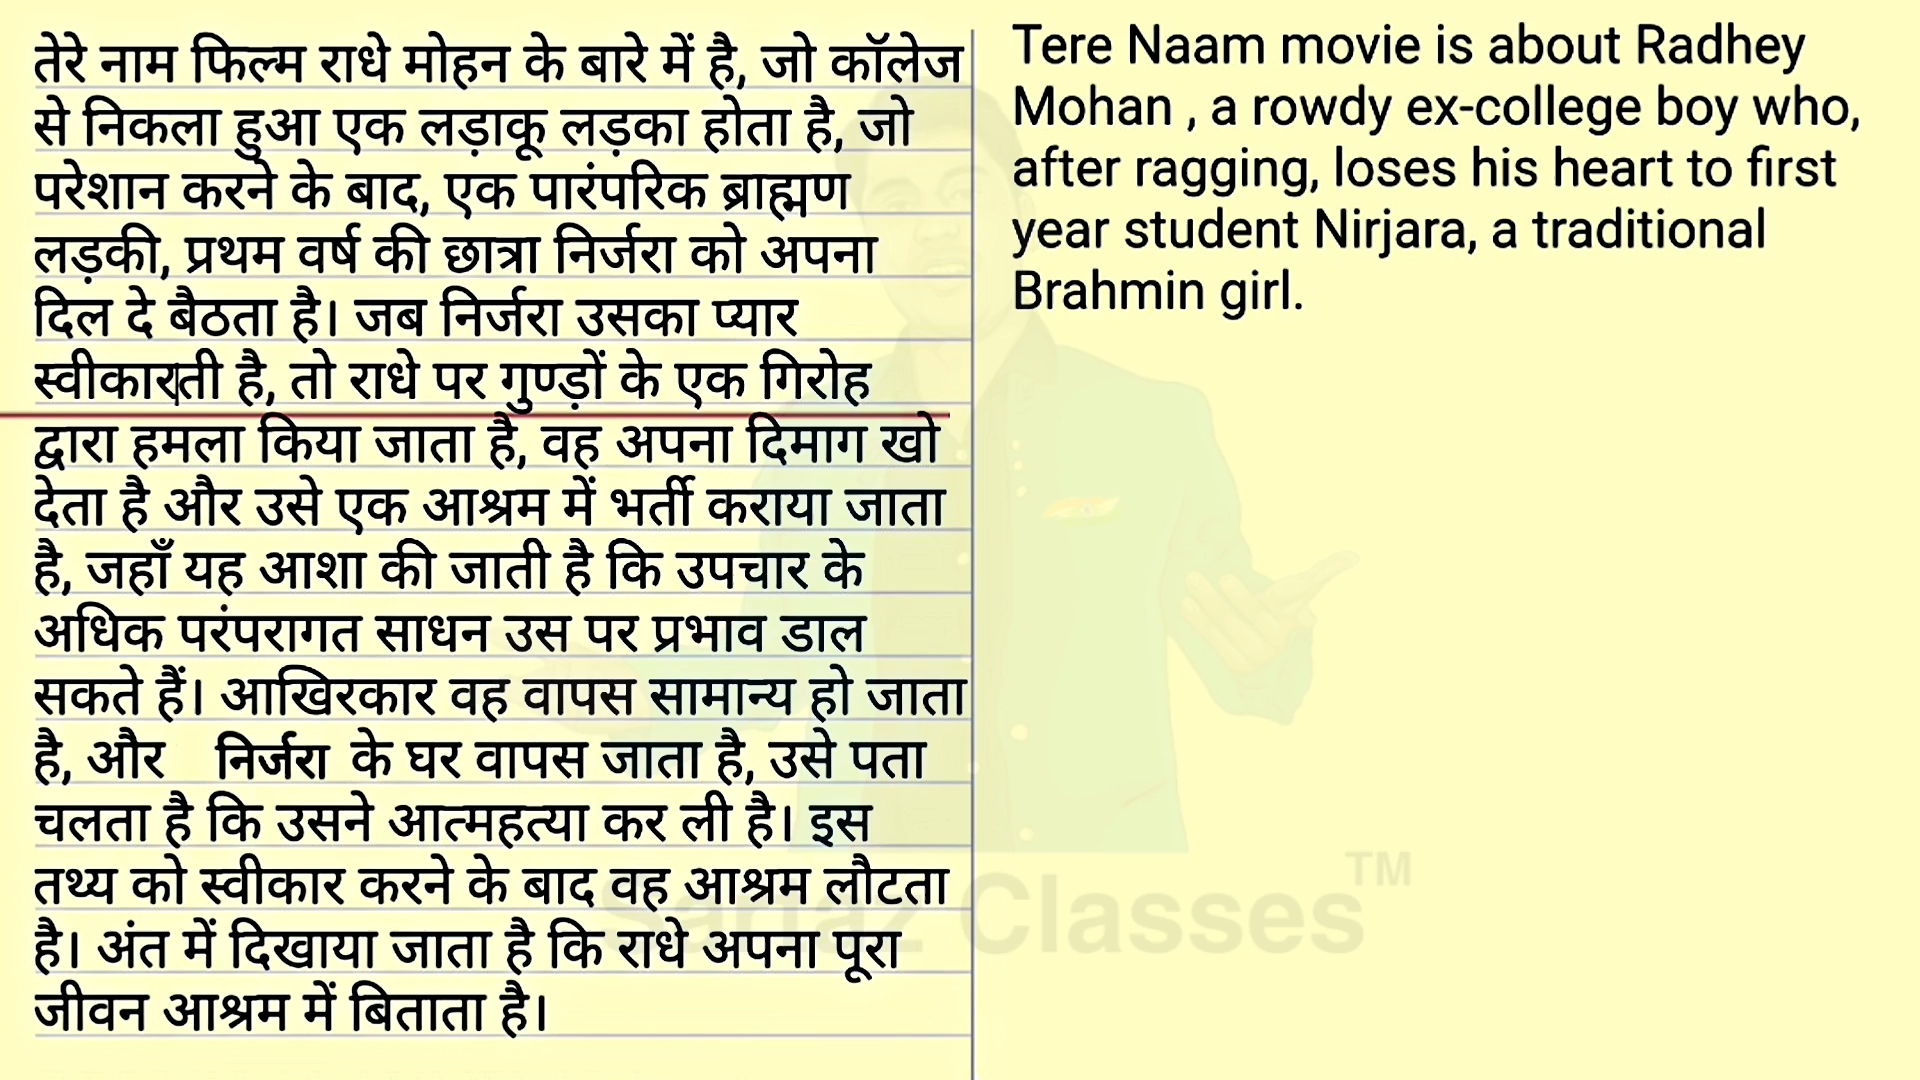 तेरे नाम फिल्म राधे मोहन के बारे में है, जो कॉलेज
से निकला हुआ एक लड़ाकू लड़का होता है, जो
परेशान करने के बाद, एक पारंपरिक ब्राह्मण
लड़की, प्रथम वर्ष की छात्रा निर्जरा को अपना
दिल दे बैठता है। जब निर्जरा उसका प्यार
स्वीकारती है, तो राधे पर गुण्ड़ों के एक गिरोह
द्वारा हमला किया जाता है, वह अपना दिमाग खो
देता है और उसे एक आश्रम में भर्ती कराया जाता
है, जहाँ यह आशा की जाती है कि उपचार के
अधिक परंपरागत साधन उस पर प्रभाव डाल
सकते हैं। आखिरकार वह वापस सामान्य हो जाता
है, और निर्जरा के घर वापस जाता है, उसे पता
चलता है कि उसने आत्महत्या कर ली है। इस
तथ्य को स्वीकार करने के बाद वह आश्रम लौटता
है। अंत में दिखाया जाता है कि राधे अपना पूरा
जीवन आश्रम में बिताता है।
Tere Naam movie is about Radhey
Mohan , a rowdy ex-college boy who,
after ragging, loses his heart to first
year student Nirjara, a traditional
Brahmin girl.
Classes TM